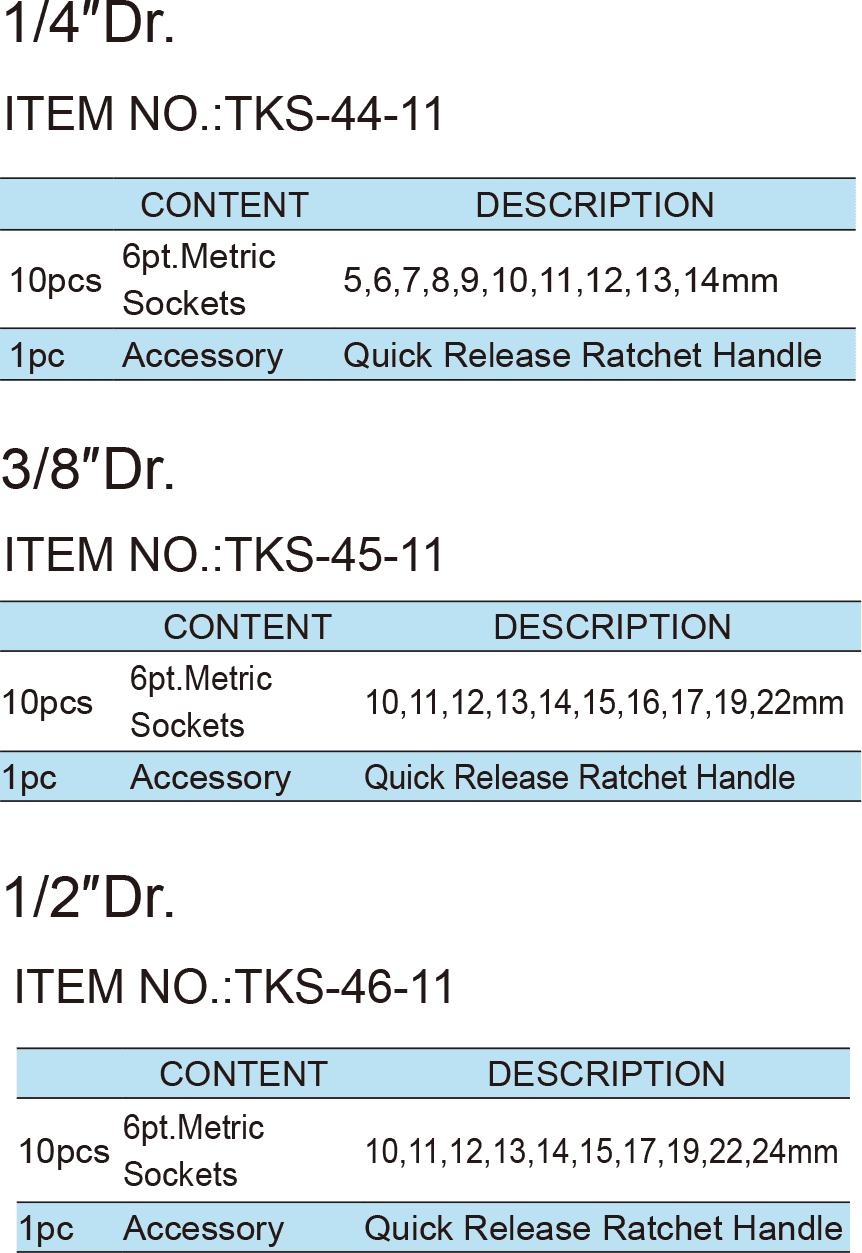 1/4″Dr.
ITEM NO.:TKS-44-11
CONTENT DESCRIPTION
10pcs 6pt.Metric Sockets 5,6,7,8,9,10,11,12,13,14mm
1pc Accessory Quick Release Ratchet Handle
3/8″Dr.
ITEM NO.:TKS-45-11
CONTENT DESCRIPTION
10pcs 6pt.Metric Sockets 10,11,12,13,14,15,16,17,19,22mm
1pc Accessory Quick Release Ratchet Handle
1/2″Dr.
ITEM NO.:TKS-46-11
CONTENT DESCRIPTION
10pcs 6pt.Metric Sockets 10,11,12,13,14,15,17,19,22,24mm
1pc Accessory Quick Release Ratchet Handle